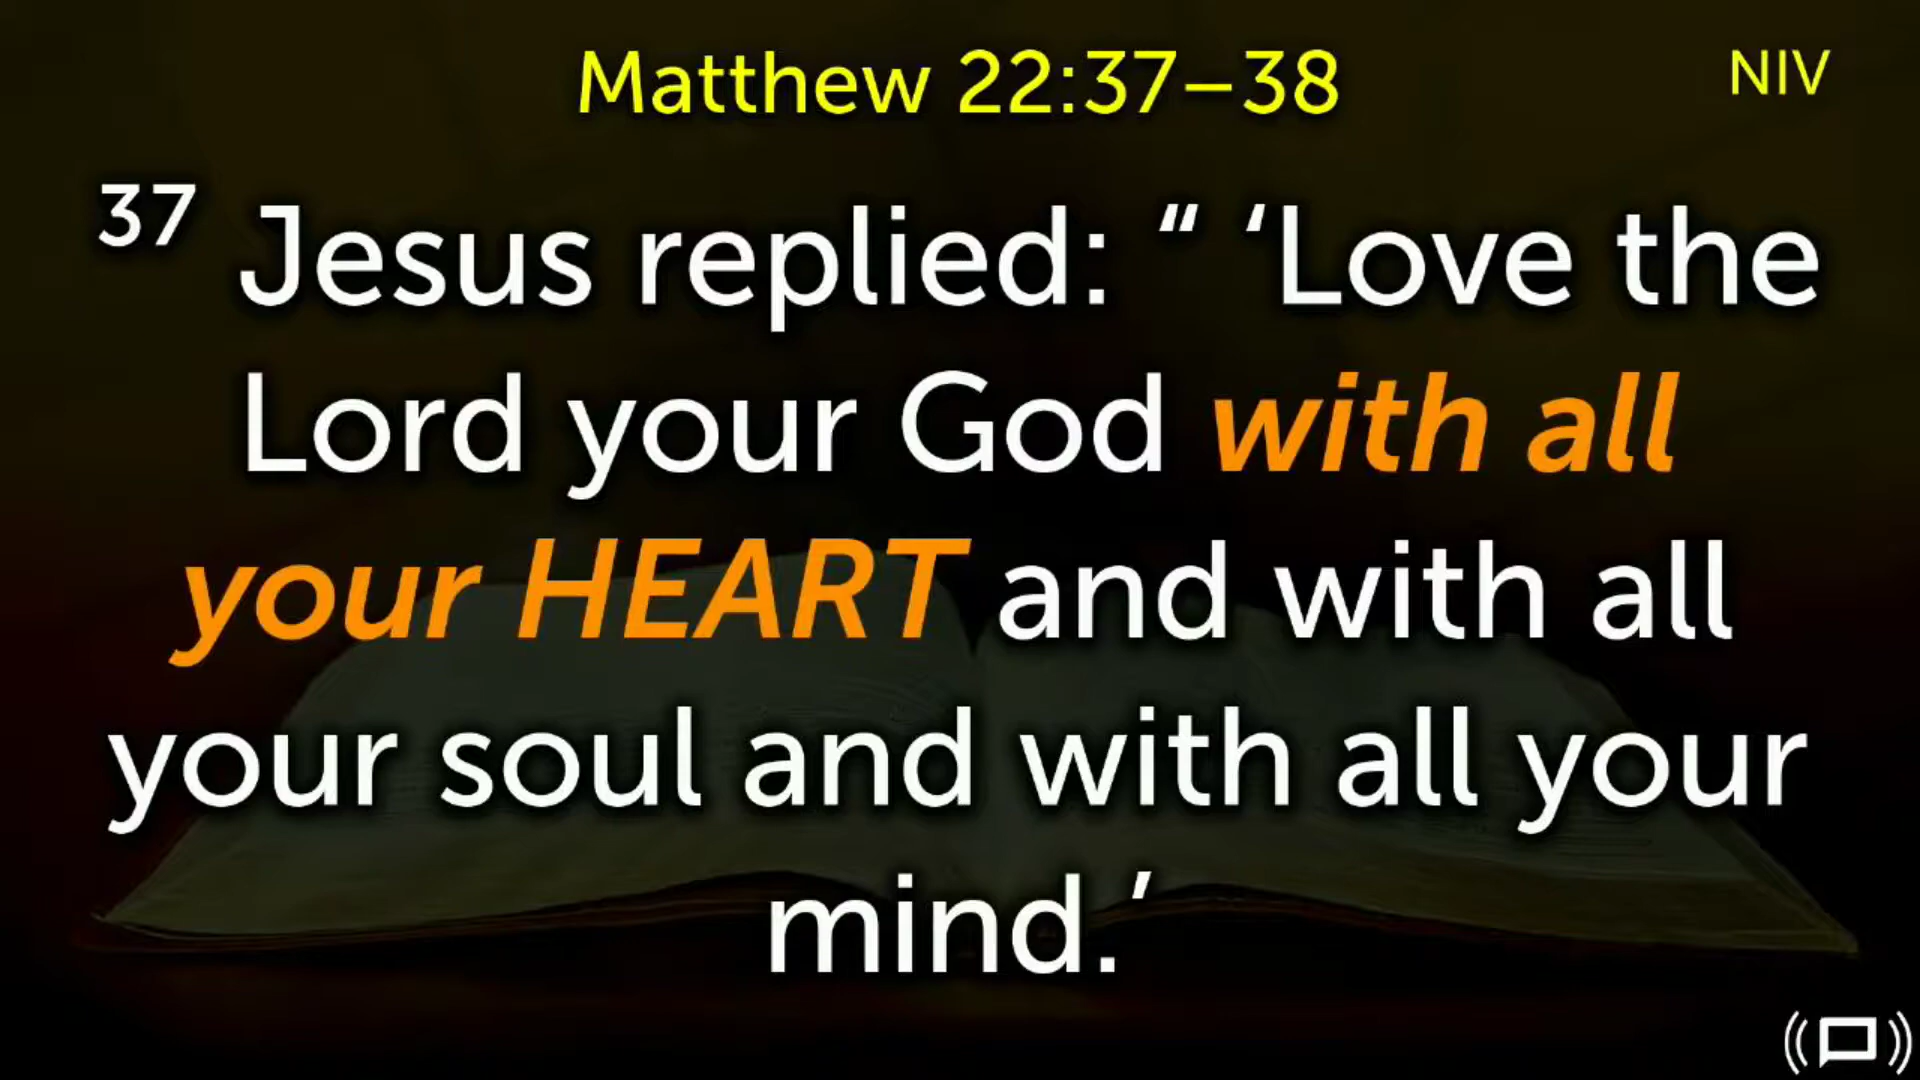 Matthew 22:37–38
NIV
37 Jesus replied: “ ‘Love the
Lord your God with all
your HEART and with all
your soul and with all your
mind.’